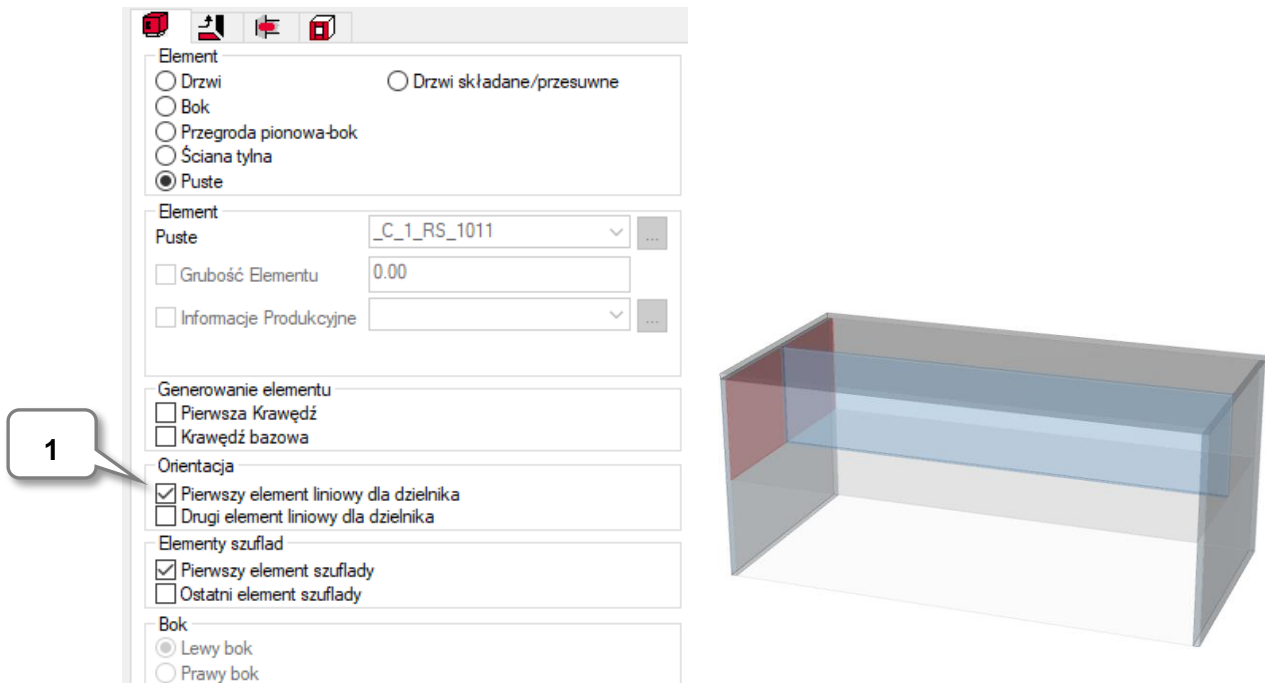 Element
Drzwi
Drzwi składane/przesuwne
Bok
Przegroda pionowa-bok
Ściana tylna
Puste
Element
Puste
_C_1_RS_1011
...
Grubość Elementu
0.00
Informacje Produkcyjne
...
Generowanie elementu
Pierwsza Krawędź
Krawędź bazowa
1
Orientacja
Pierwszy element liniowy dla dzielnika
Drugi element liniowy dla dzielnika
Elementy szuflad
Pierwszy element szuflady
Ostatni element szuflady
Bok
Lewy bok
Prawy bok